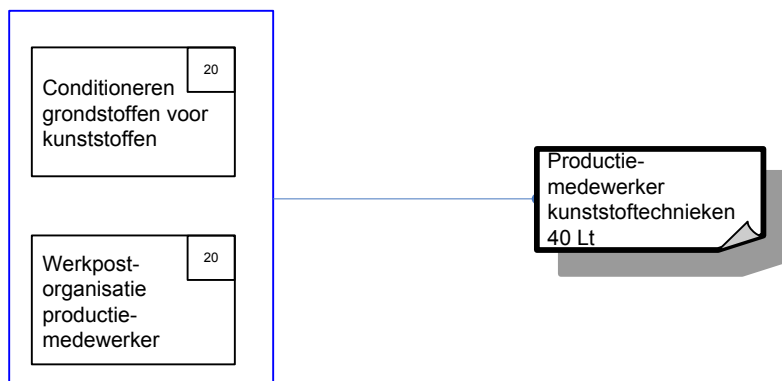 20
Conditioneren
grondstoffen voor
kunststoffen
20
Werkpost-
organisatie
productie-
medewerker
Productie-
medewerker
kunststoftechnieken
40 Lt